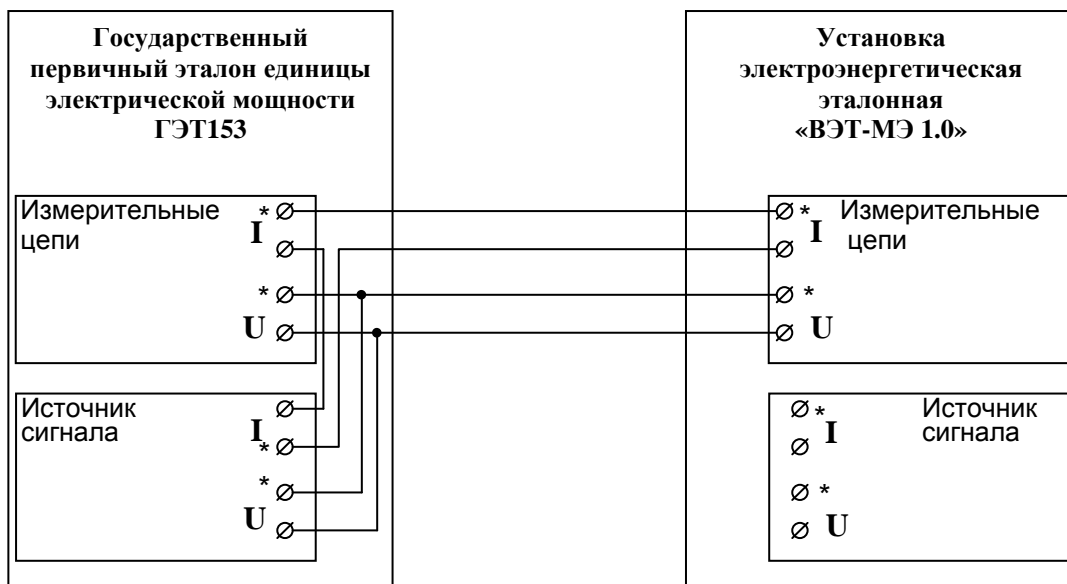 Государственный
первичный эталон единицы
электрической мощности
ГЭТ153
Измерительные
цепи
*
I
*
U
Источник
сигнала
I
*
*
U
Установка
электроэнергетическая
эталонная
«ВЭТ-МЭ 1.0»
* Измерительные
I
цепи
*
U
* Источник
I
сигнала
*
U